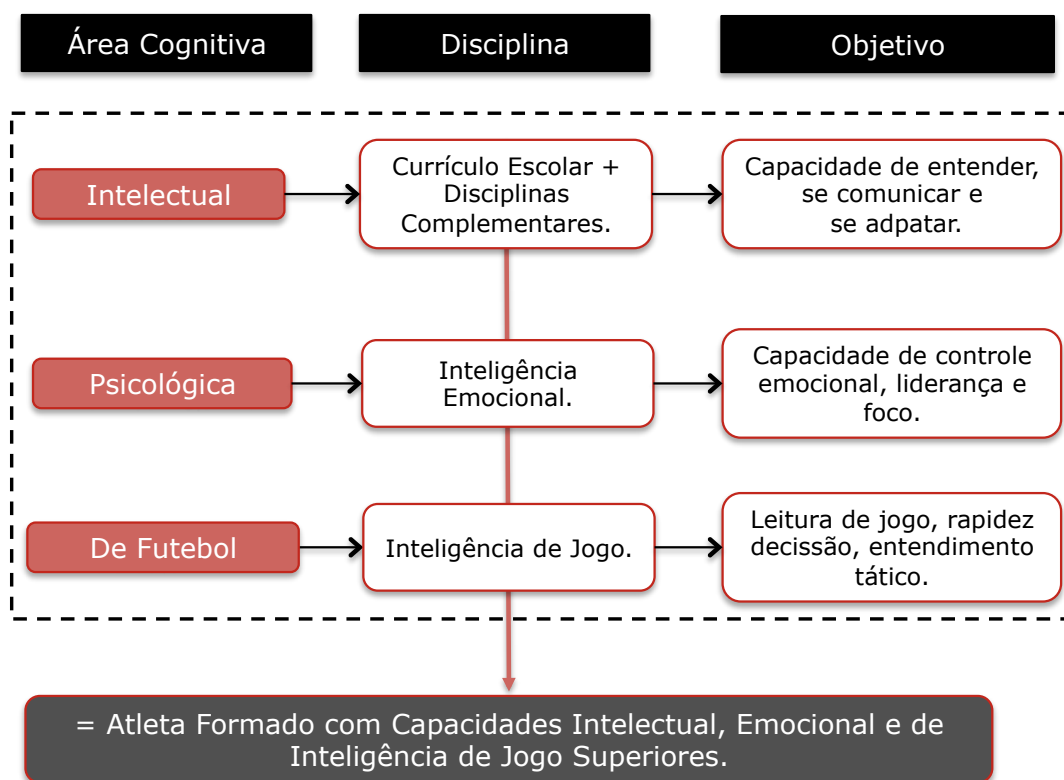 Área Cognitiva
Disciplina
Objetivo
Intelectual
Currículo Escolar +
Disciplinas
Complementares.
Capacidade de entender,
se comunicar e
se adpatar.
Psicológica
Inteligência
Emocional.
Capacidade de controle
emocional, liderança e
foco.
De Futebol
Inteligência de Jogo.
Leitura de jogo, rapidez
decissão, entendimento
tático.
= Atleta Formado com Capacidades Intelectual, Emocional e de
Inteligência de Jogo Superiores.